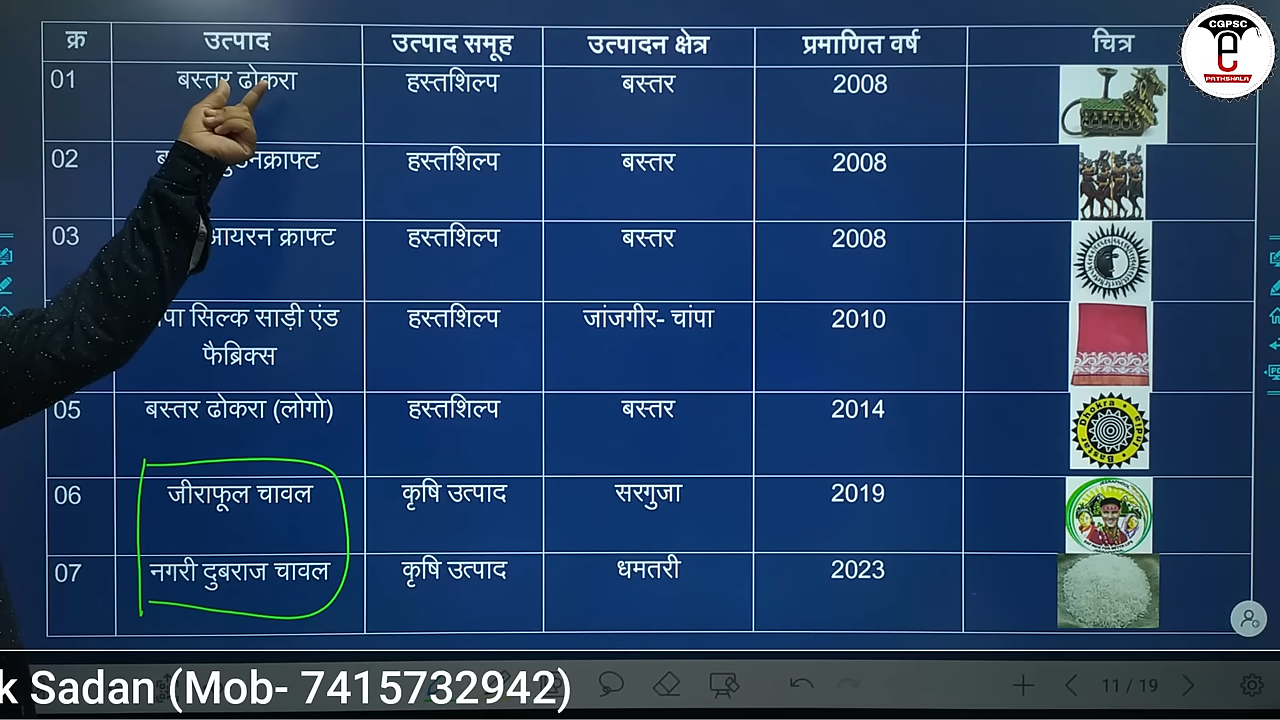 क्र उत्पाद उत्पाद समूह उत्पादन क्षेत्र प्रमाणित वर्ष चित्र
01 बस्तर ढोकरा हस्तशिल्प बस्तर 2008
02 हस्तशिल्प बस्तर 2008
03 आयरन क्राफ्ट हस्तशिल्प बस्तर 2008
सिल्क साड़ी एंड हस्तशिल्प जांजगीर- चांपा 2010
फैब्रिक्स
05 बस्तर ढोकरा (लोगो) हस्तशिल्प बस्तर 2014
Bastar Dhokra
06 जीराफूल चावल कृषि उत्पाद सरगुजा 2019
07 नगरी दुबराज चावल कृषि उत्पाद धमतरी 2023
CGPSC
e
PATHSHALA
k Sadan (Mob- 7415732942)
11 / 19